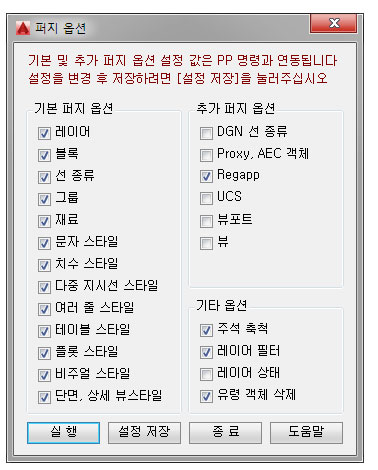 퍼지 옵션
기본 및 추가 퍼지 옵션 설정 값은 PP 명령과 연동됩니다
설정을 변경 후 저장하려면 [설정 저장]을 눌러주십시오
기본 퍼지 옵션
레이어
블록
선 종류
그룹
재료
문자 스타일
치수 스타일
다중 지시선 스타일
여러 줄 스타일
테이블 스타일
플롯 스타일
비주얼 스타일
단면, 상세 뷰스타일
추가 퍼지 옵션
DGN 선 종류
Proxy, AEC 객체
Regapp
UCS
뷰포트
뷰
기타 옵션
주석 축척
레이어 필터
레이어 상태
유령 객체 삭제
실 행
설정 저장
종 료
도움말